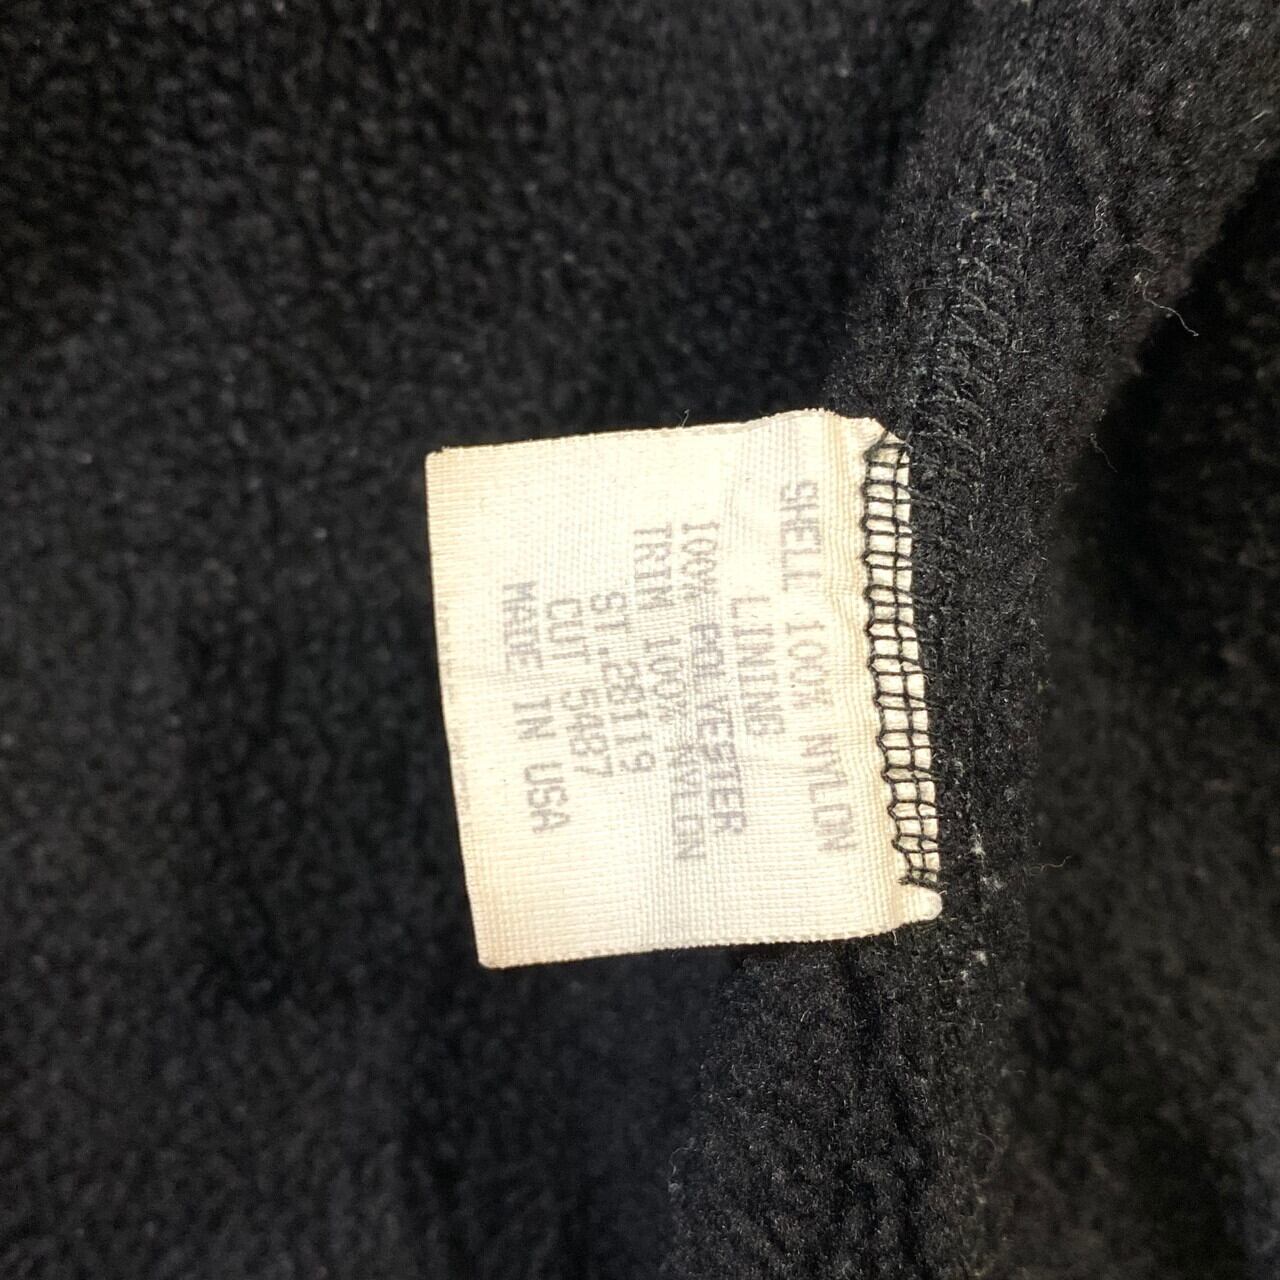 SHELL 100% NYLON
LINING
100% POLYESTER
TRIM 100% NYLON
ST.28119
CUT 5487
MADE IN USA